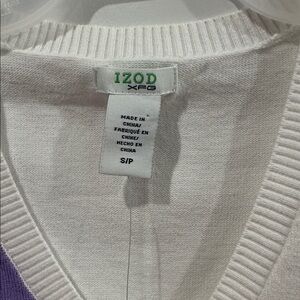 IZOD
XFG
MADE IN
CHINA/
FABRIQUÉ EN
CHINE/
HECHO EN
CHINA
S/P